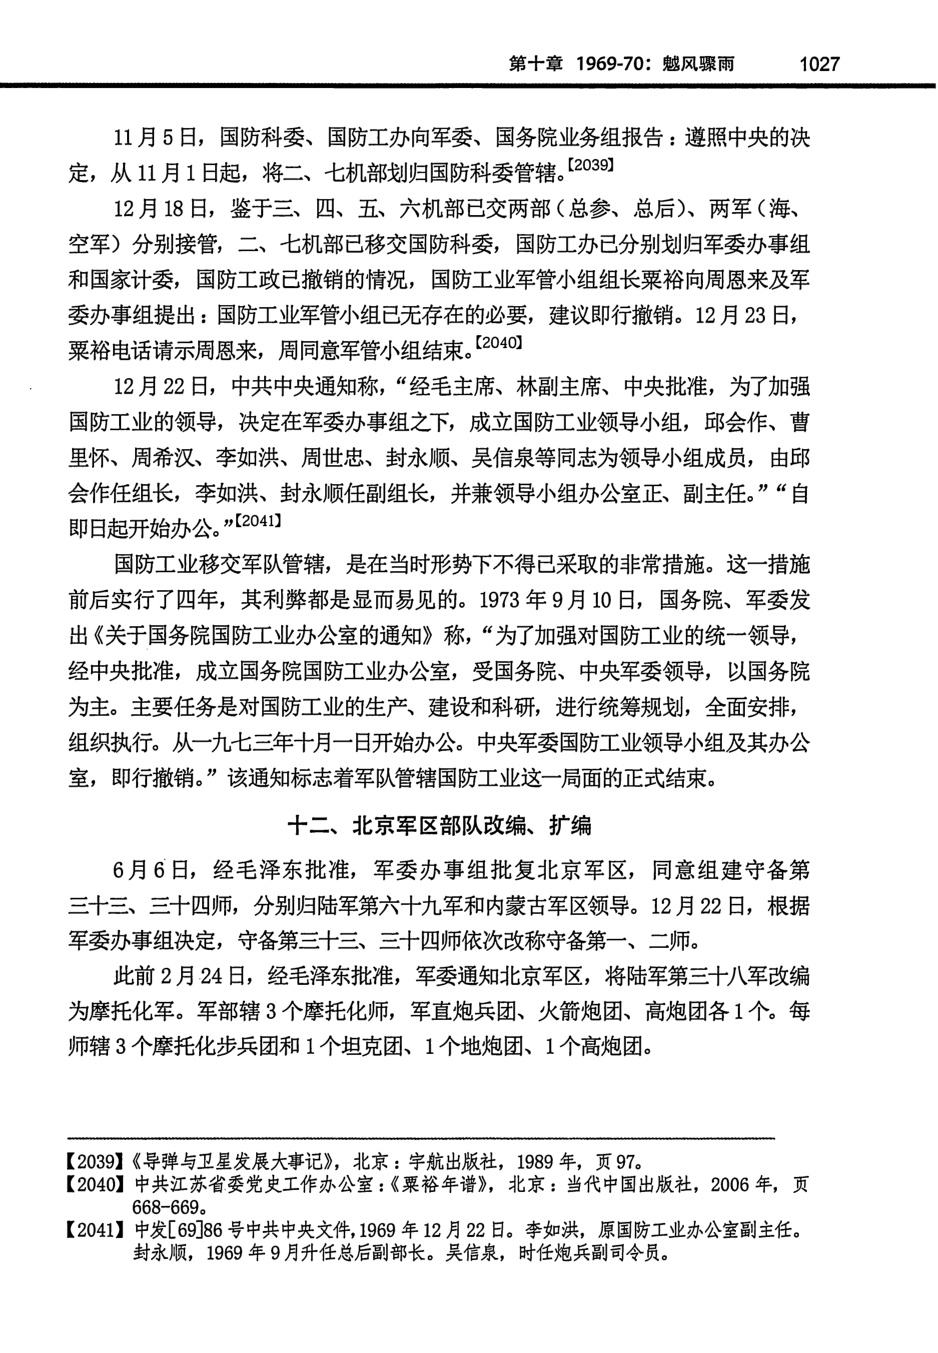 第十章 1969-70：魆风骤雨 1027
11月5日，国防科委、国防工办向军委、国务院业务组报告：遵照中央的决
定，从11月1日起，将二、七机部划归国防科委管辖。【2039】
12月18日，鉴于三、四、五、六机部已交两部（总参、总后）、两军（海、
空军）分别接管，二、七机部已移交国防科委，国防工办已分别划归军委办事组
和国家计委，国防工政已撤销的情况，国防工业军管小组组长粟裕向周恩来及军
委办事组提出：国防工业军管小组已无存在的必要，建议即行撤销。12月23日，
粟裕电话请示周恩来，周同意军管小组结束。【2040】
12月22日，中共中央通知称，“经毛主席、林副主席、中央批准，为了加强
国防工业的领导，决定在军委办事组之下，成立国防工业领导小组，邱会作、曹
里怀、周希汉、李如洪、周世忠、封永顺、吴信泉等同志为领导小组成员，由邱
会作任组长，李如洪、封永顺任副组长，并兼领导小组办公室正、副主任。”“自
即日起开始办公。”【2041】
国防工业移交军队管辖，是在当时形势下不得已采取的非常措施。这一措施
前后实行了四年，其利弊都是显而易见的。1973年9月10日，国务院、军委发
出《关于国务院国防工业办公室的通知》称，“为了加强对国防工业的统一领导，
经中央批准，成立国务院国防工业办公室，受国务院、中央军委领导，以国务院
为主。主要任务是对国防工业的生产、建设和科研，进行统筹规划，全面安排，
组织执行。从一九七三年十月一日开始办公。中央军委国防工业领导小组及其办公
室，即行撤销。”该通知标志着军队管辖国防工业这一局面的正式结束。
十二、北京军区部队改编、扩编
6月6日，经毛泽东批准，军委办事组批复北京军区，同意组建守备第
三十三、三十四师，分别归陆军第六十九军和内蒙古军区领导。12月22日，根据
军委办事组决定，守备第三十三、三十四师依次改称守备第一、二师。
此前2月24日，经毛泽东批准，军委通知北京军区，将陆军第三十八军改编
为摩托化军。军部辖3个摩托化师，军直炮兵团、火箭炮团、高炮团各1个。每
师辖3个摩托化步兵团和1个坦克团、1个地炮团、1个高炮团。
【2039】《导弹与卫星发展大事记》，北京：宇航出版社，1989年，页97。
【2040】中共江苏省委党史工作办公室：《粟裕年谱》，北京：当代中国出版社，2006年，页
668-669。
【2041】中发[69]86号中共中央文件,1969年12月22日。李如洪，原国防工业办公室副主任。
封永顺，1969年9月升任总后副部长。吴信泉，时任炮兵副司令员。